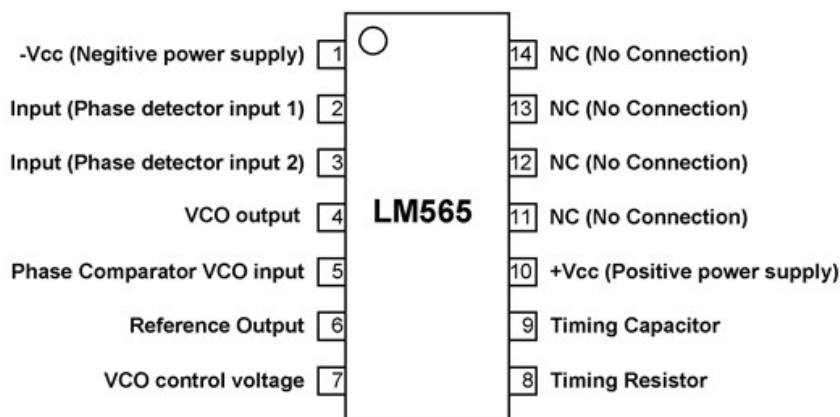 -Vcc (Negitive power supply) 1
Input (Phase detector input 1) 2
Input (Phase detector input 2) 3
VCO output 4
Phase Comparator VCO input 5
Reference Output 6
VCO control voltage 7
LM565
14 NC (No Connection)
13 NC (No Connection)
12 NC (No Connection)
11 NC (No Connection)
10 +Vcc (Positive power supply)
9 Timing Capacitor
8 Timing Resistor